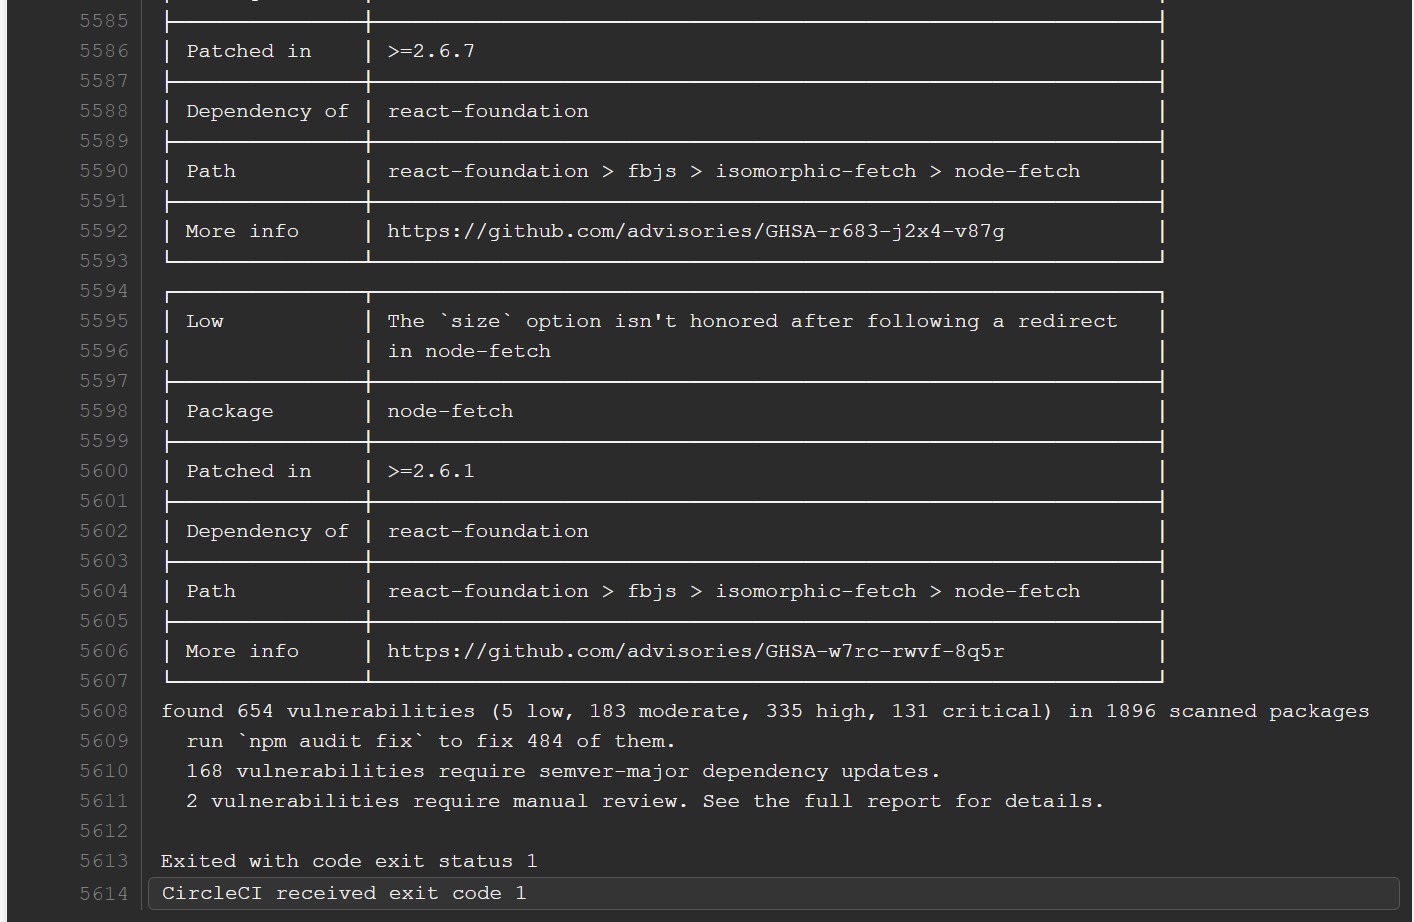 5585
5586 | Patched in | >=2.6.7 |
5587
5588 | Dependency of | react-foundation |
5589
5590 | Path | react-foundation > fbjs > isomorphic-fetch > node-fetch |
5591
5592 | More info | https://github.com/advisories/GHSA-r683-j2x4-v87g |
5593
5594
5595 | Low | The `size` option isn't honored after following a redirect |
5596 | | in node-fetch |
5597
5598 | Package | node-fetch |
5599
5600 | Patched in | >=2.6.1 |
5601
5602 | Dependency of | react-foundation |
5603
5604 | Path | react-foundation > fbjs > isomorphic-fetch > node-fetch |
5605
5606 | More info | https://github.com/advisories/GHSA-w7rc-rwvf-8q5r |
5607
5608 found 654 vulnerabilities (5 low, 183 moderate, 335 high, 131 critical) in 1896 scanned packages
5609 run `npm audit fix` to fix 484 of them.
5610 168 vulnerabilities require semver-major dependency updates.
5611 2 vulnerabilities require manual review. See the full report for details.
5612
5613 Exited with code exit status 1
5614 CircleCI received exit code 1